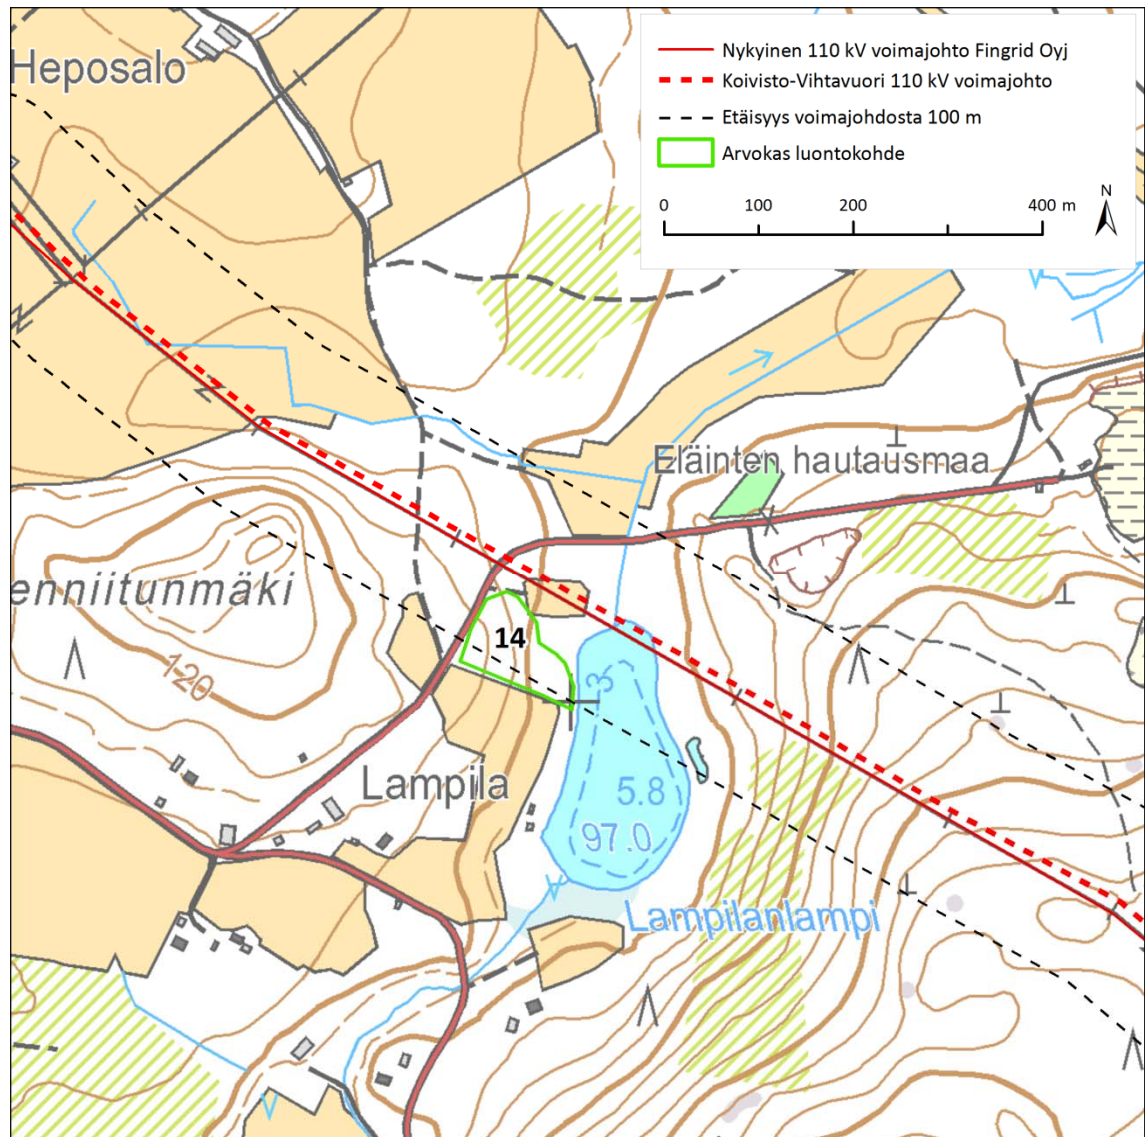 Heposalo
Nykyinen 110 kV voimajohto Fingrid Oyj
Koivisto-Vihtavuori 110 kV voimajohto
Etäisyys voimajohdosta 100 m
Arvokas luontokohde
0 100 200 400 m
N
Eläinten hautausmaa
enniitunmäki
14
120
3
Lampila
5.8
97.0
Lampilanlampi